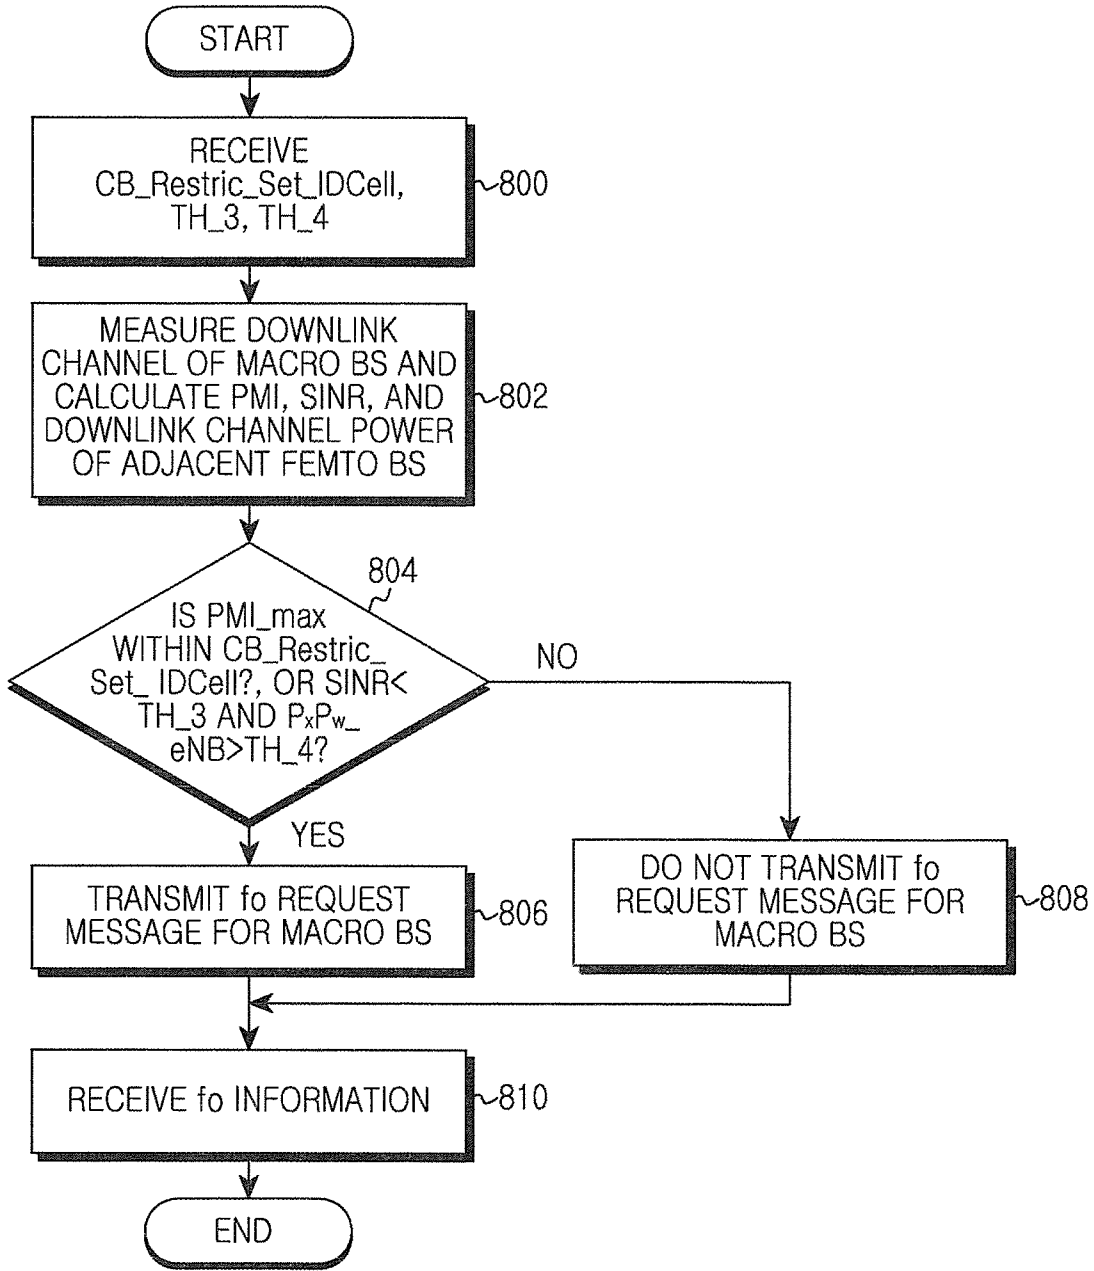 START
RECEIVE
CB_Restric_Set_IDCell,
TH_3, TH_4
800
MEASURE DOWNLINK
CHANNEL OF MACRO BS AND
CALCULATE PMI, SINR, AND
DOWNLINK CHANNEL POWER
OF ADJACENT FEMTO BS
802
804
IS PMI_max
WITHIN CB_Restric_
Set_ IDCell?, OR SINR<
TH_3 AND PxPw_
eNB>TH_4?
NO
YES
TRANSMIT fo REQUEST
MESSAGE FOR MACRO BS
806
DO NOT TRANSMIT fo
REQUEST MESSAGE FOR
MACRO BS
808
RECEIVE fo INFORMATION
810
END